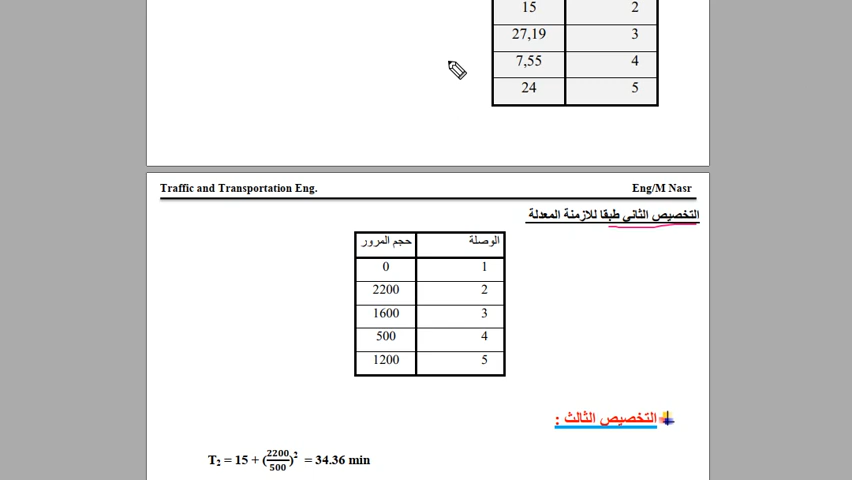 15 2
27,19 3
7,55 4
24 5
Traffic and Transportation Eng. Eng/M Nasr
التخصيص الثاني طبقا للازمنة المعدلة
الوصلة حجم المرور
0 1
2200 2
1600 3
500 4
1200 5
التخصيص الثالث :
T₂ = 15 + (2200/500)² = 34.36 min